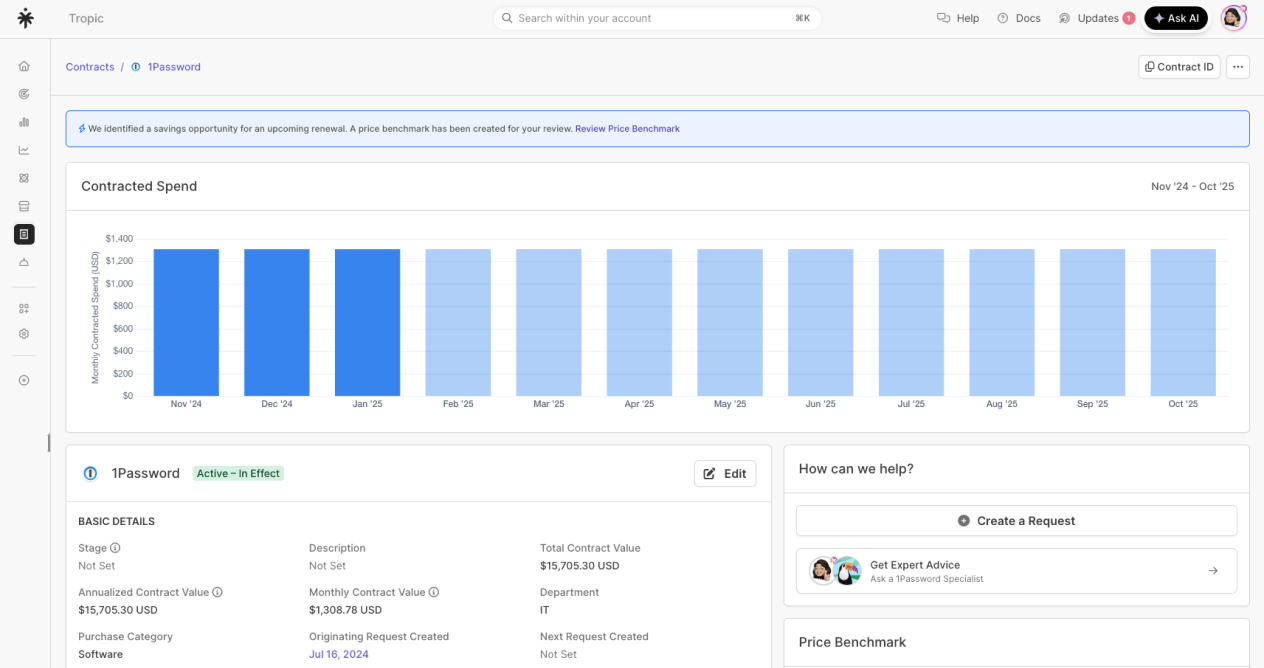 Tropic
Search within your account
⌘K
Help
Docs
Updates
1
Ask AI
Contracts / 1Password
Contract ID
We identified a savings opportunity for an upcoming renewal. A price benchmark has been created for your review. Review Price Benchmark
Contracted Spend
Nov '24 - Oct '25
Monthly Contracted Spend (USD)
$1,400
$1,200
$1,000
$800
$600
$400
$200
$0
Nov '24
Dec '24
Jan '25
Feb '25
Mar '25
Apr '25
May '25
Jun '25
Jul '25
Aug '25
Sep '25
Oct '25
1Password
Active – In Effect
Edit
BASIC DETAILS
Stage
Not Set
Description
Not Set
Total Contract Value
$15,705.30 USD
Annualized Contract Value
$15,705.30 USD
Monthly Contract Value
$1,308.78 USD
Department
IT
Purchase Category
Software
Originating Request Created
Jul 16, 2024
Next Request Created
Not Set
How can we help?
Create a Request
Get Expert Advice
Ask a 1Password Specialist
Price Benchmark